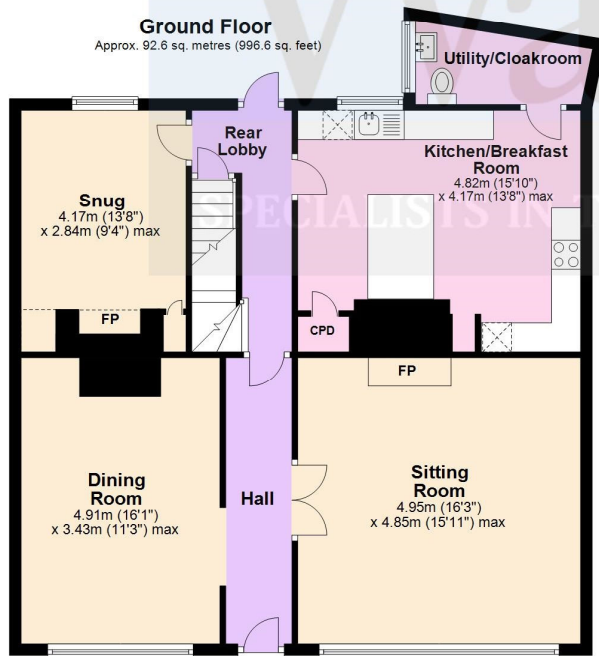 Ground Floor
Approx. 92.6 sq. metres (996.6 sq. feet)
Utility/Cloakroom
Rear
Lobby
Kitchen/Breakfast
Room
4.82m (15'10")
x 4.17m (13'8") max
Snug
4.17m (13'8")
x 2.84m (9'4") max
SPECIALISTS IN T
FP
CPD
FP
Dining
Room
4.91m (16'1")
x 3.43m (11'3") max
Hall
Sitting
Room
4.95m (16'3")
x 4.85m (15'11") max